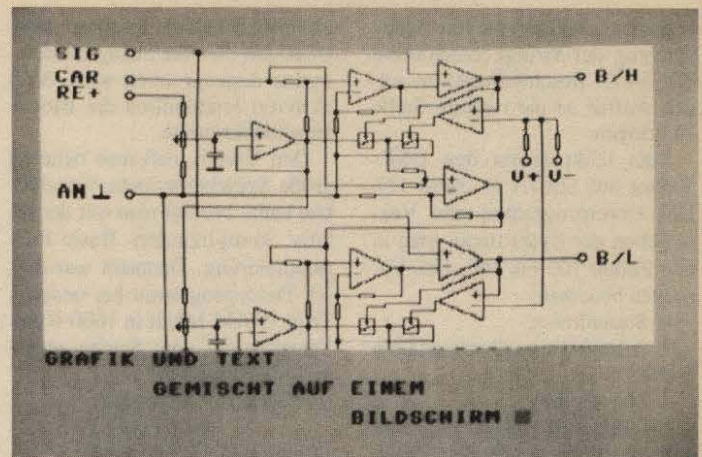 SIG
CAR
RE+
B/H
V+ V-
AN ⊥
B/L
GRAFIK UND TEXT
GEMISCHT AUF EINEM
BILDSCHIRM